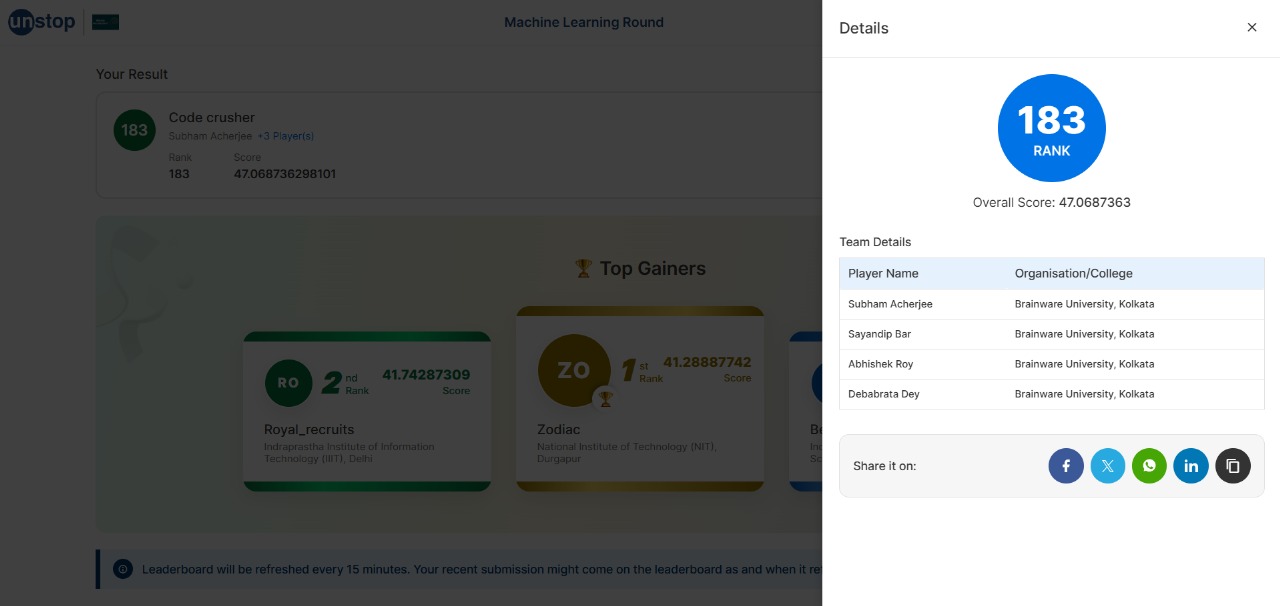 unstop
Machine Learning Round
Your Result
183
Code crusher
Subham Acherjee +3 Player(s)
Rank Score
183 47.068736298101
Top Gainers
RO 2nd Rank 41.74287309 Score
Royal_recruits
Indraprastha Institute of Information
Technology (IIIT), Delhi
ZO 1st Rank 41.28887742 Score
Zodiac
National Institute of Technology (NIT),
Durgapur
Leaderboard will be refreshed every 15 minutes. Your recent submission might come on the leaderboard as and when it
Details
183
RANK
Overall Score: 47.0687363
Team Details
Player Name Organisation/College
Subham Acherjee Brainware University, Kolkata
Sayandip Bar Brainware University, Kolkata
Abhishek Roy Brainware University, Kolkata
Debabrata Dey Brainware University, Kolkata
Share it on: